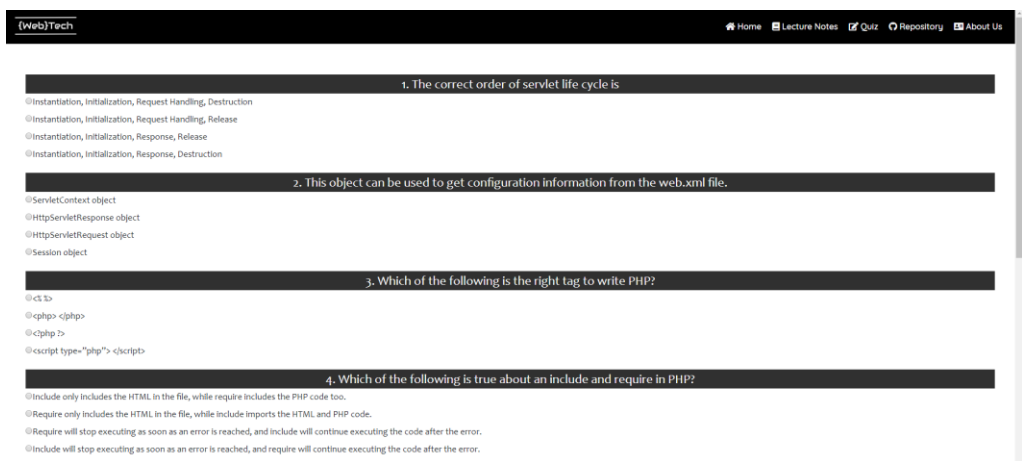 {Web}Tech
Home Lecture Notes Quiz Repository About Us
1. The correct order of servlet life cycle is
Instantiation, Initialization, Request Handling, Destruction
Instantiation, Initialization, Request Handling, Release
Instantiation, Initialization, Response, Release
Instantiation, Initialization, Response, Destruction
2. This object can be used to get configuration information from the web.xml file.
ServletContext object
HttpServletResponse object
HttpServletRequest object
Session object
3. Which of the following is the right tag to write PHP?
<% %>
<php> </php>
<?php ?>
<script type="php"> </script>
4. Which of the following is true about an include and require in PHP?
Include only includes the HTML in the file, while require includes the PHP code too.
Require only includes the HTML in the file, while include imports the HTML and PHP code.
Require will stop executing as soon as an error is reached, and include will continue executing the code after the error.
Include will stop executing as soon as an error is reached, and require will continue executing the code after the error.